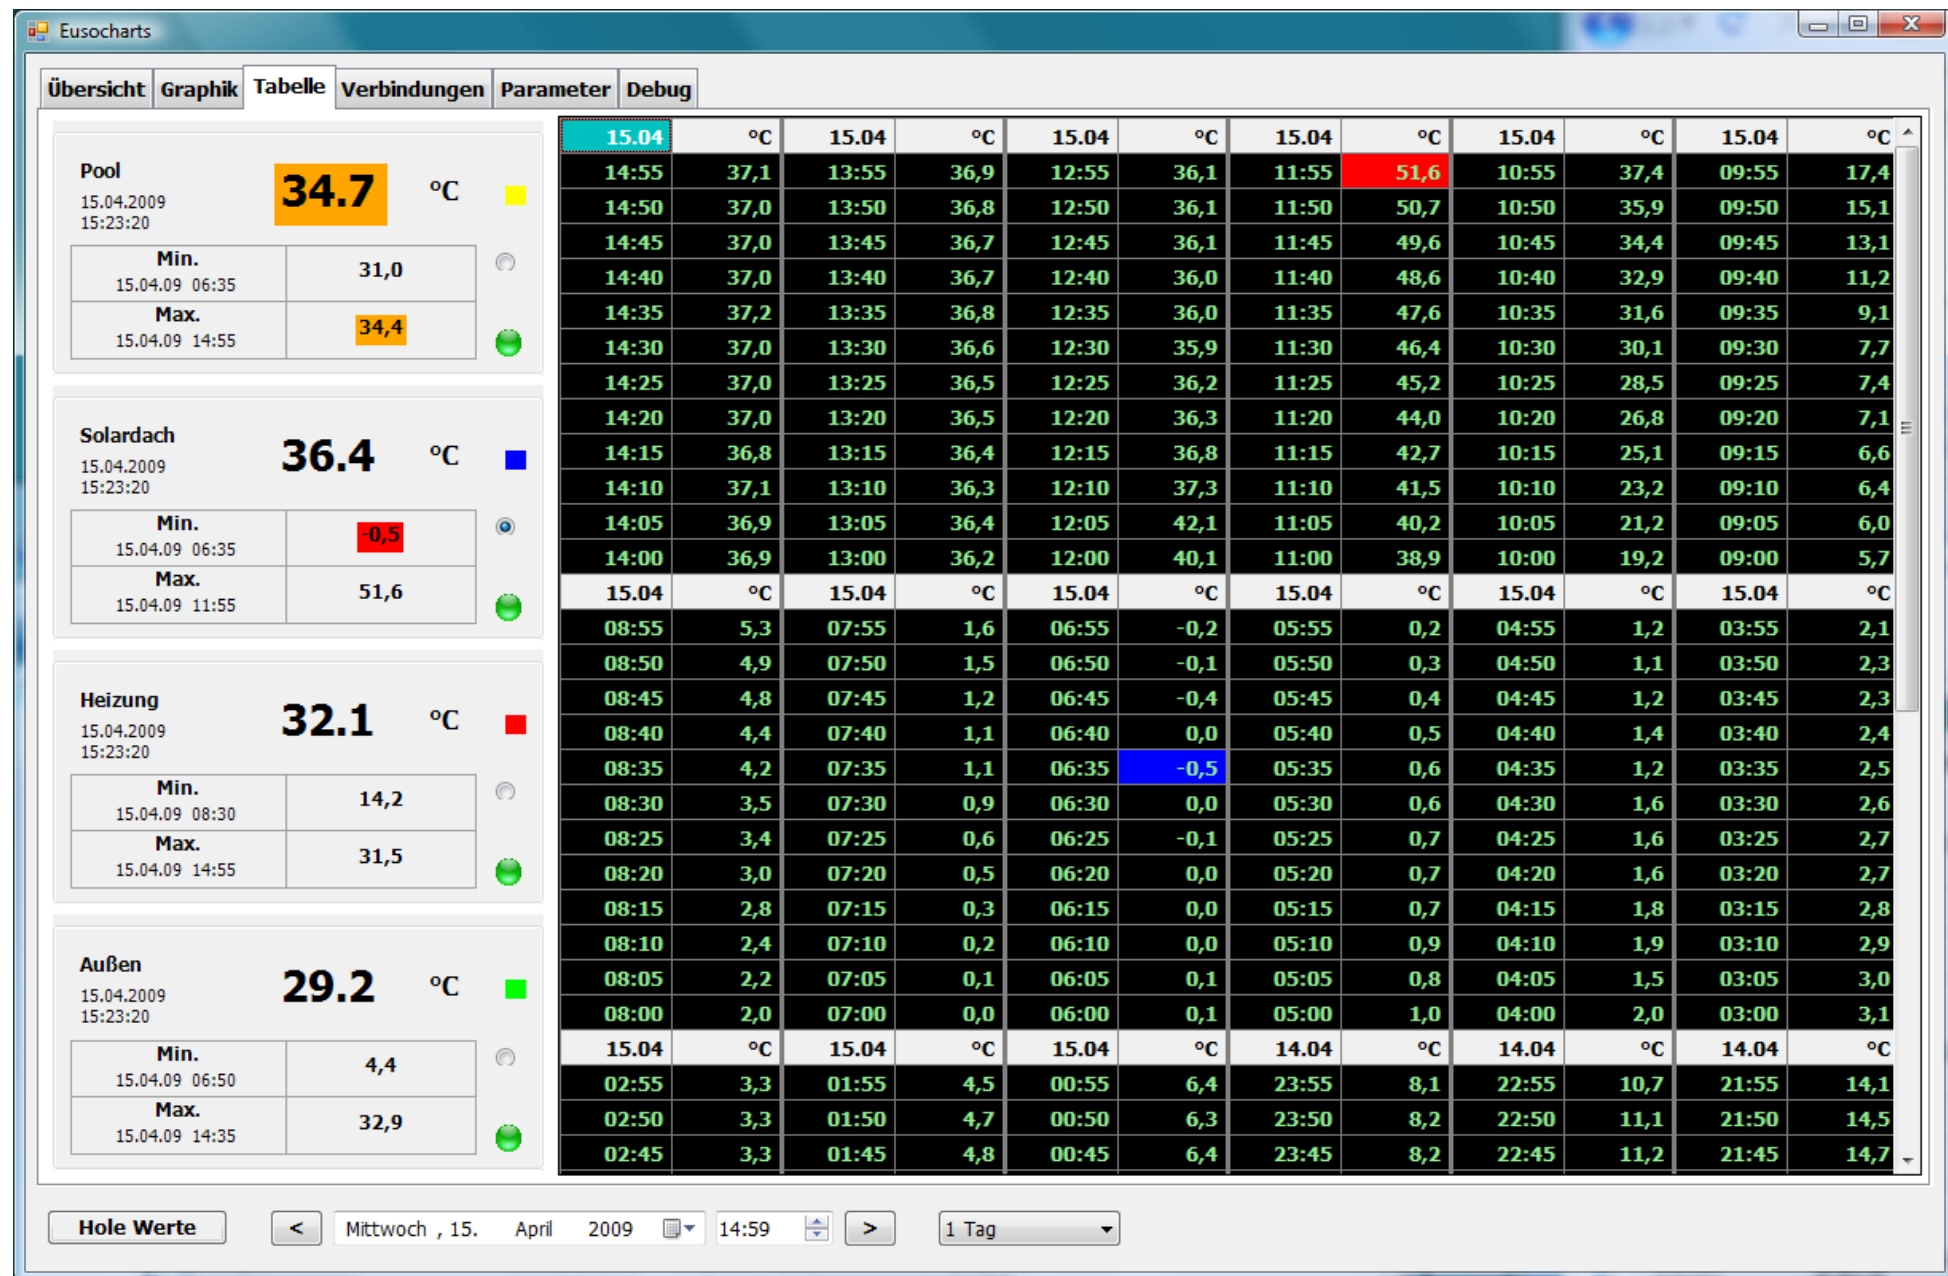 Eusocharts
Übersicht Graphik Tabelle Verbindungen Parameter Debug
Pool
15.04.2009
15:23:20
34.7 °C
Min.
15.04.09 06:35
31,0
Max.
15.04.09 14:55
34,4
Solardach
15.04.2009
15:23:20
36.4 °C
Min.
15.04.09 06:35
-0,5
Max.
15.04.09 11:55
51,6
Heizung
15.04.2009
15:23:20
32.1 °C
Min.
15.04.09 08:30
14,2
Max.
15.04.09 14:55
31,5
Außen
15.04.2009
15:23:20
29.2 °C
Min.
15.04.09 06:50
4,4
Max.
15.04.09 14:35
32,9
15.04 °C 15.04 °C 15.04 °C 15.04 °C 15.04 °C 15.04 °C
14:55 37,1 13:55 36,9 12:55 36,1 11:55 51,6 10:55 37,4 09:55 17,4
14:50 37,0 13:50 36,8 12:50 36,1 11:50 50,7 10:50 35,9 09:50 15,1
14:45 37,0 13:45 36,7 12:45 36,1 11:45 49,6 10:45 34,4 09:45 13,1
14:40 37,0 13:40 36,7 12:40 36,0 11:40 48,6 10:40 32,9 09:40 11,2
14:35 37,2 13:35 36,8 12:35 36,0 11:35 47,6 10:35 31,6 09:35 9,1
14:30 37,0 13:30 36,6 12:30 35,9 11:30 46,4 10:30 30,1 09:30 7,7
14:25 37,0 13:25 36,5 12:25 36,2 11:25 45,2 10:25 28,5 09:25 7,4
14:20 37,0 13:20 36,5 12:20 36,3 11:20 44,0 10:20 26,8 09:20 7,1
14:15 36,8 13:15 36,4 12:15 36,8 11:15 42,7 10:15 25,1 09:15 6,6
14:10 37,1 13:10 36,3 12:10 37,3 11:10 41,5 10:10 23,2 09:10 6,4
14:05 36,9 13:05 36,4 12:05 42,1 11:05 40,2 10:05 21,2 09:05 6,0
14:00 36,9 13:00 36,2 12:00 40,1 11:00 38,9 10:00 19,2 09:00 5,7
15.04 °C 15.04 °C 15.04 °C 15.04 °C 15.04 °C 15.04 °C
08:55 5,3 07:55 1,6 06:55 -0,2 05:55 0,2 04:55 1,2 03:55 2,1
08:50 4,9 07:50 1,5 06:50 -0,1 05:50 0,3 04:50 1,1 03:50 2,3
08:45 4,8 07:45 1,2 06:45 -0,4 05:45 0,4 04:45 1,2 03:45 2,3
08:40 4,4 07:40 1,1 06:40 0,0 05:40 0,5 04:40 1,4 03:40 2,4
08:35 4,2 07:35 1,1 06:35 -0,5 05:35 0,6 04:35 1,2 03:35 2,5
08:30 3,5 07:30 0,9 06:30 0,0 05:30 0,6 04:30 1,6 03:30 2,6
08:25 3,4 07:25 0,6 06:25 -0,1 05:25 0,7 04:25 1,6 03:25 2,7
08:20 3,0 07:20 0,5 06:20 0,0 05:20 0,7 04:20 1,6 03:20 2,7
08:15 2,8 07:15 0,3 06:15 0,0 05:15 0,7 04:15 1,8 03:15 2,8
08:10 2,4 07:10 0,2 06:10 0,0 05:10 0,9 04:10 1,9 03:10 2,9
08:05 2,2 07:05 0,1 06:05 0,1 05:05 0,8 04:05 1,5 03:05 3,0
08:00 2,0 07:00 0,0 06:00 0,1 05:00 1,0 04:00 2,0 03:00 3,1
15.04 °C 15.04 °C 15.04 °C 14.04 °C 14.04 °C 14.04 °C
02:55 3,3 01:55 4,5 00:55 6,4 23:55 8,1 22:55 10,7 21:55 14,1
02:50 3,3 01:50 4,7 00:50 6,3 23:50 8,2 22:50 11,1 21:50 14,5
02:45 3,3 01:45 4,8 00:45 6,4 23:45 8,2 22:45 11,2 21:45 14,7
Hole Werte < Mittwoch , 15. April 2009 14:59 > 1 Tag